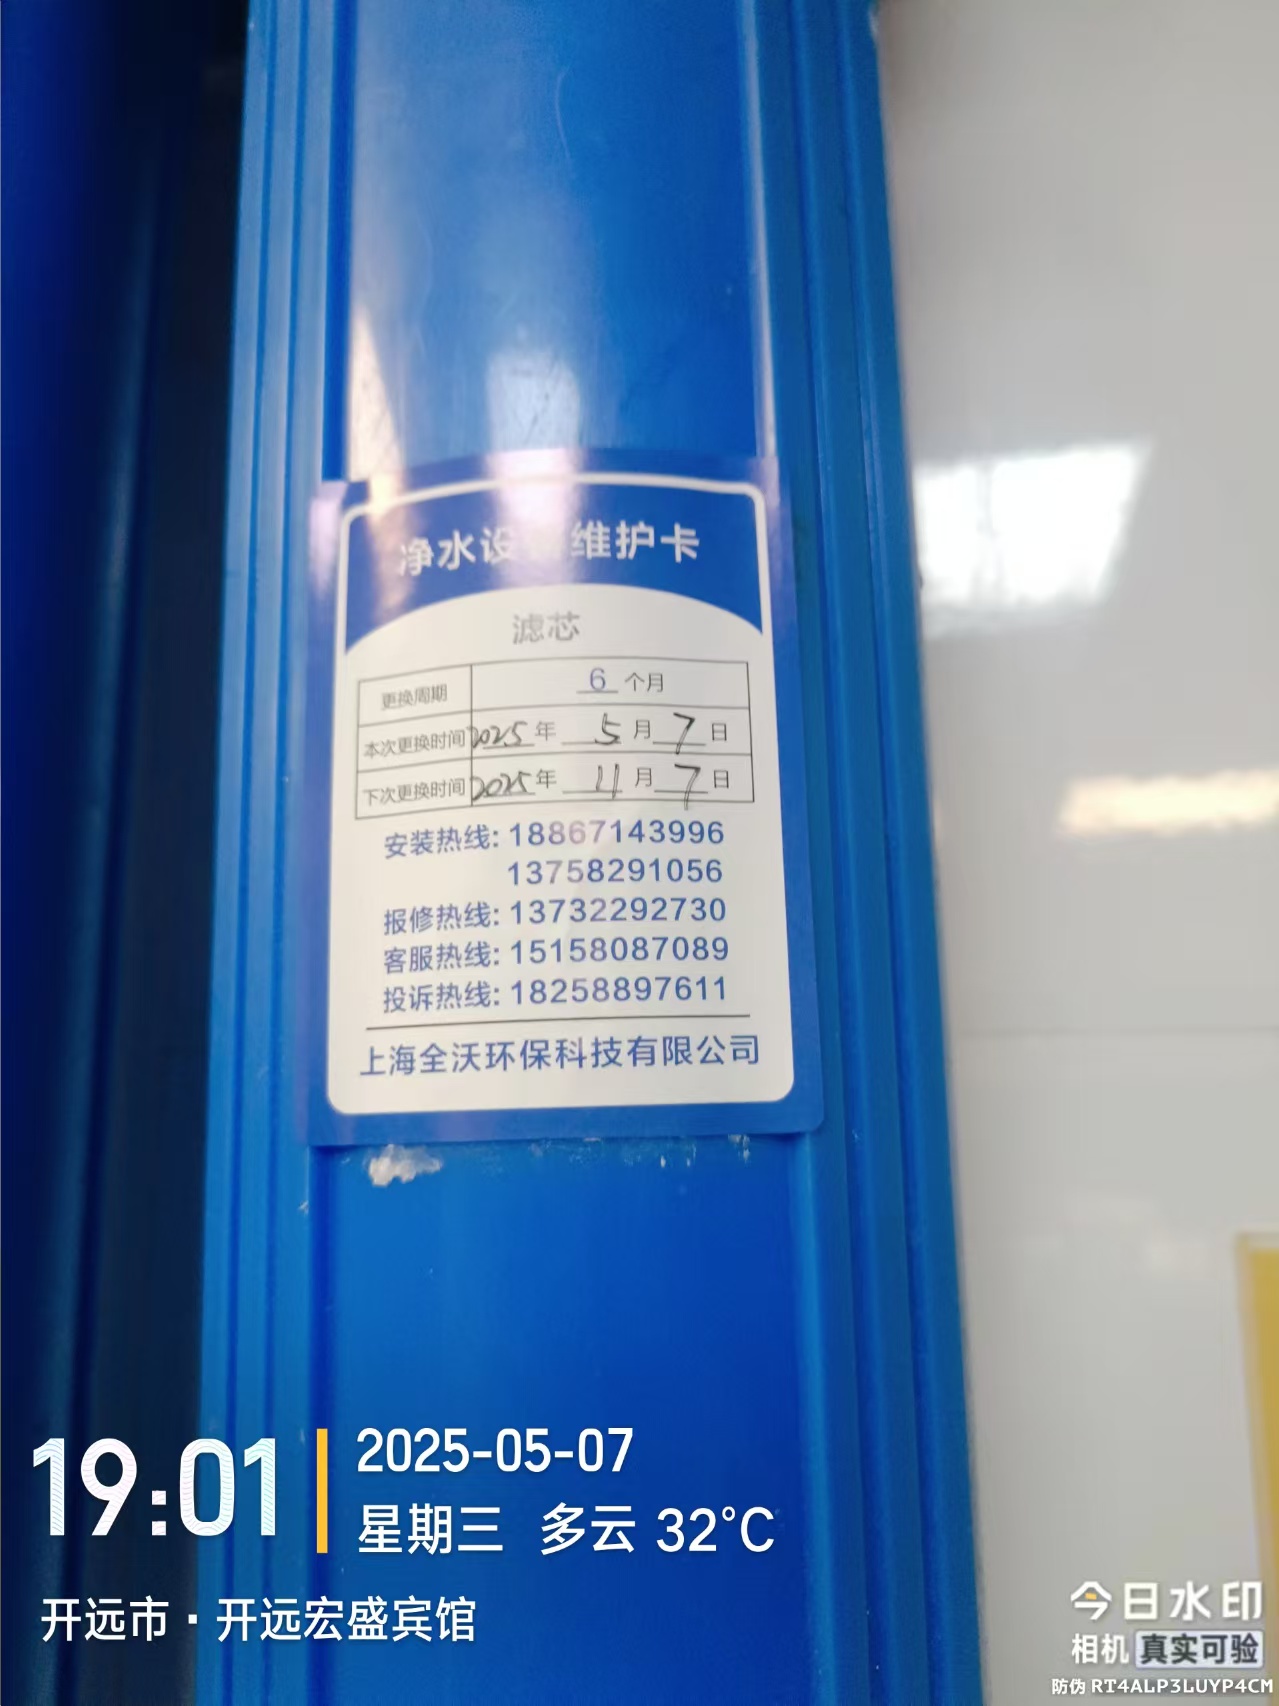 净水设 维护卡
滤芯
更换周期 6 个月
本次更换时间 2025 年 5 月 7 日
下次更换时间 2025 年 11 月 7 日
安装热线: 18867143996
13758291056
报修热线: 13732292730
客服热线: 15158087089
投诉热线: 18258897611
上海全沃环保科技有限公司
19:01
2025-05-07
星期三 多云 32°C
开远市·开远宏盛宾馆
今日水印
相机 真实可验
防伪 RT4ALP3LUYP4CM